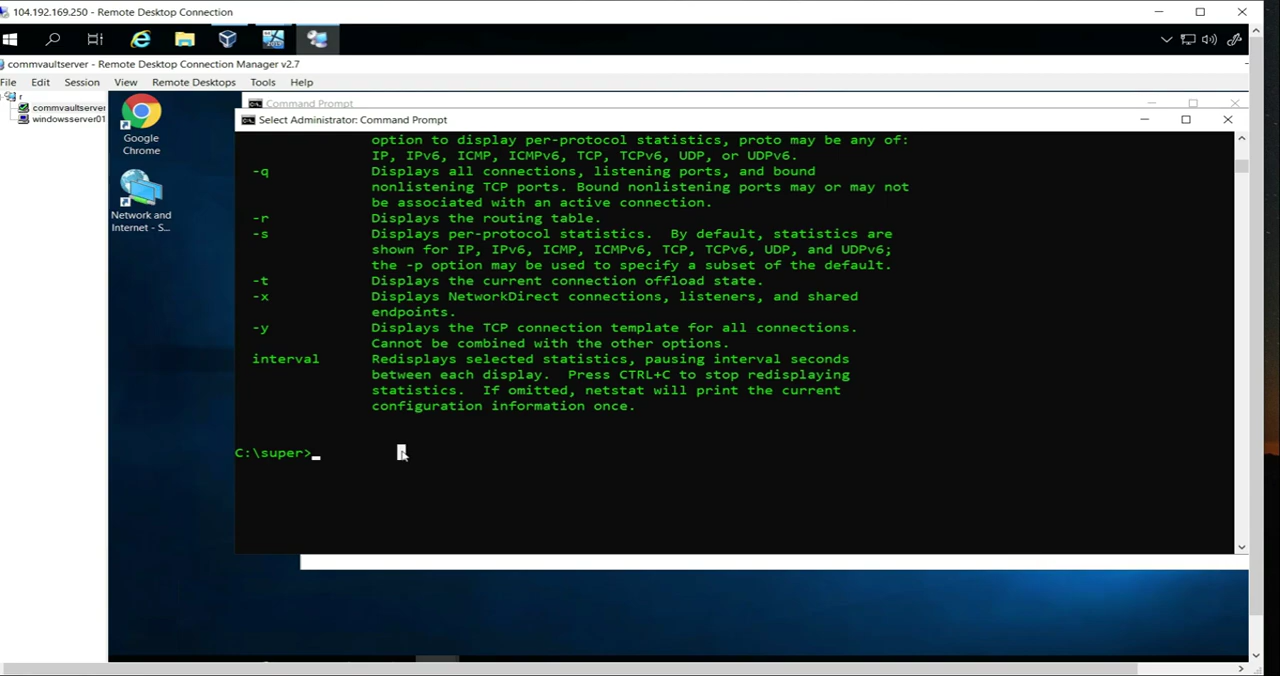 104.192.169.250 - Remote Desktop Connection
commvaultserver - Remote Desktop Connection Manager v2.7
File Edit Session View Remote Desktops Tools Help
r
commvaultserver
windowsserver01
Google
Chrome
Network and
Internet - S...
Command Prompt
Select Administrator: Command Prompt
option to display per-protocol statistics, proto may be any of:
IP, IPv6, ICMP, ICMPv6, TCP, TCPv6, UDP, or UDPv6.
-q Displays all connections, listening ports, and bound
nonlistening TCP ports. Bound nonlistening ports may or may not
be associated with an active connection.
-r Displays the routing table.
-s Displays per-protocol statistics. By default, statistics are
shown for IP, IPv6, ICMP, ICMPv6, TCP, TCPv6, UDP, and UDPv6;
the -p option may be used to specify a subset of the default.
-t Displays the current connection offload state.
-x Displays NetworkDirect connections, listeners, and shared
endpoints.
-y Displays the TCP connection template for all connections.
Cannot be combined with the other options.
interval Redisplays selected statistics, pausing interval seconds
between each display. Press CTRL+C to stop redisplaying
statistics. If omitted, netstat will print the current
configuration information once.
C:\super>